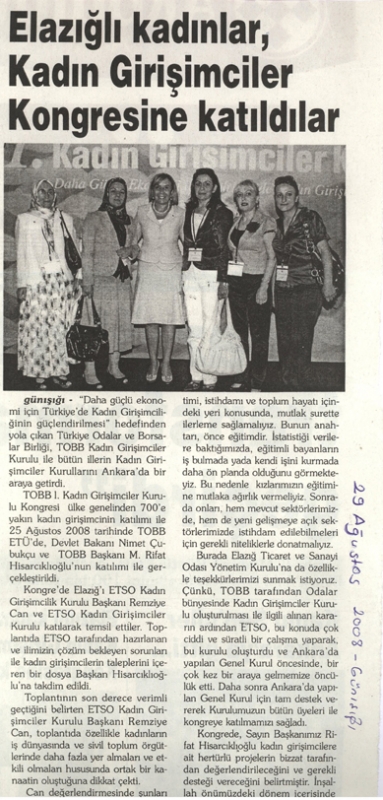 Elazığlı kadınlar,
Kadın Girişimciler
Kongresine katıldılar
1. Kadın Girişimciler K
Daha Gü
günışığı - "Daha güçlü ekono-
mi için Türkiye'de Kadın Girişimcili-
ğinin güçlendirilmesi" hedefinden
yola çıkan Türkiye Odalar ve Borsa-
lar Birliği, TOBB Kadın Girişimciler
Kurulu ile bütün illerin Kadın Giri-
şimciler Kurullarını Ankara'da bir
araya getirdi.
TOBB I. Kadın Girişimciler Kuru-
lu Kongresi ülke genelinden 700'e
yakın kadın girişimcinin katılımı ile
25 Ağustos 2008 tarihinde TOBB
ETÜ'de, Devlet Bakanı Nimet Çu-
bukçu ve TOBB Başkanı M. Rifat
Hisarcıklıoğlu'nun katılımı ile ger-
çekleştirildi.
Kongre'de Elazığ'ı ETSO Kadın
Girişimcilik Kurulu Başkanı Remziye
Can ve ETSO Kadın Girişimciler
Kurulu katılarak temsil ettiler. Top-
lantıda ETSO tarafından hazırlanan
ve ilimizin çözüm bekleyen sorunları
ile kadın girişimcilerin taleplerini içe-
ren bir dosya Başkan Hisarcıklıoğ-
lu'na takdim edildi.
Toplantının son derece verimli
geçtiğini belirten ETSO Kadın Gi-
rişimciler Kurulu Başkanı Remziye
Can, toplantıda özellikle kadınların
iş dünyasında ve sivil toplum örgüt-
lerinde daha fazla yer almaları ve et-
kili olmaları hususunda ortak bir ka-
naatin oluştuğuna dikkat çekti.
Can değerlendirmesinde şunları
timi, istihdamı ve toplum hayatı için-
deki yeri konusunda, mutlak surette
ilerleme sağlamalıyız. Bunun anah-
tarı, önce eğitimdir. İstatistiği verile-
re baktığımızda, eğitimli bayanların
iş bulmada yada kendi işini kurmada
daha ön planda olduğunu görmekte-
yiz. Bu nedenle kızlarımızın eğitimi-
ne mutlaka ağırlık vermeliyiz. Sonra-
da onları, hem mevcut sektörlerimiz-
de, hem de yeni gelişmeye açık sek-
törlerimizde istihdam edilebilmeleri
için gerekli niteliklerle donatmalıyız.
Burada Elazığ Ticaret ve Sanayi
Odası Yönetim Kurulu'na da özellik-
le teşekkürlerimizi sunmak istiyoruz.
Çünkü, TOBB tarafından Odalar
bünyesinde Kadın Girişimciler Kuru-
lu oluşturulması ile ilgili alınan kara-
rın ardından ETSO, bu konuda çok
ciddi ve süratli bir çalışma yaparak,
bu kurulu oluşturdu ve Ankara'da
yapılan Genel Kurul öncesinde, bir
çok kez bir araya gelmemize öncü-
lük etti. Daha sonra Ankara'da yapı-
lan Genel Kurul için tam destek ve-
rerek Kurulumuzun bütün üyeleri ile
kongreye katılmamızı sağladı.
Kongrede, Sayın Başkanımız Ri-
fat Hisarcıklıoğlu kadın girişimcilere
ait hertürlü projelerin bizzat tarafın-
dan değerlendirileceğini ve gerekli
desteği vereceğini belirtmiştir. İnşal-
lah önümüzdeki dönem içerisinde
29 Ağustos 2008 - Günışığı